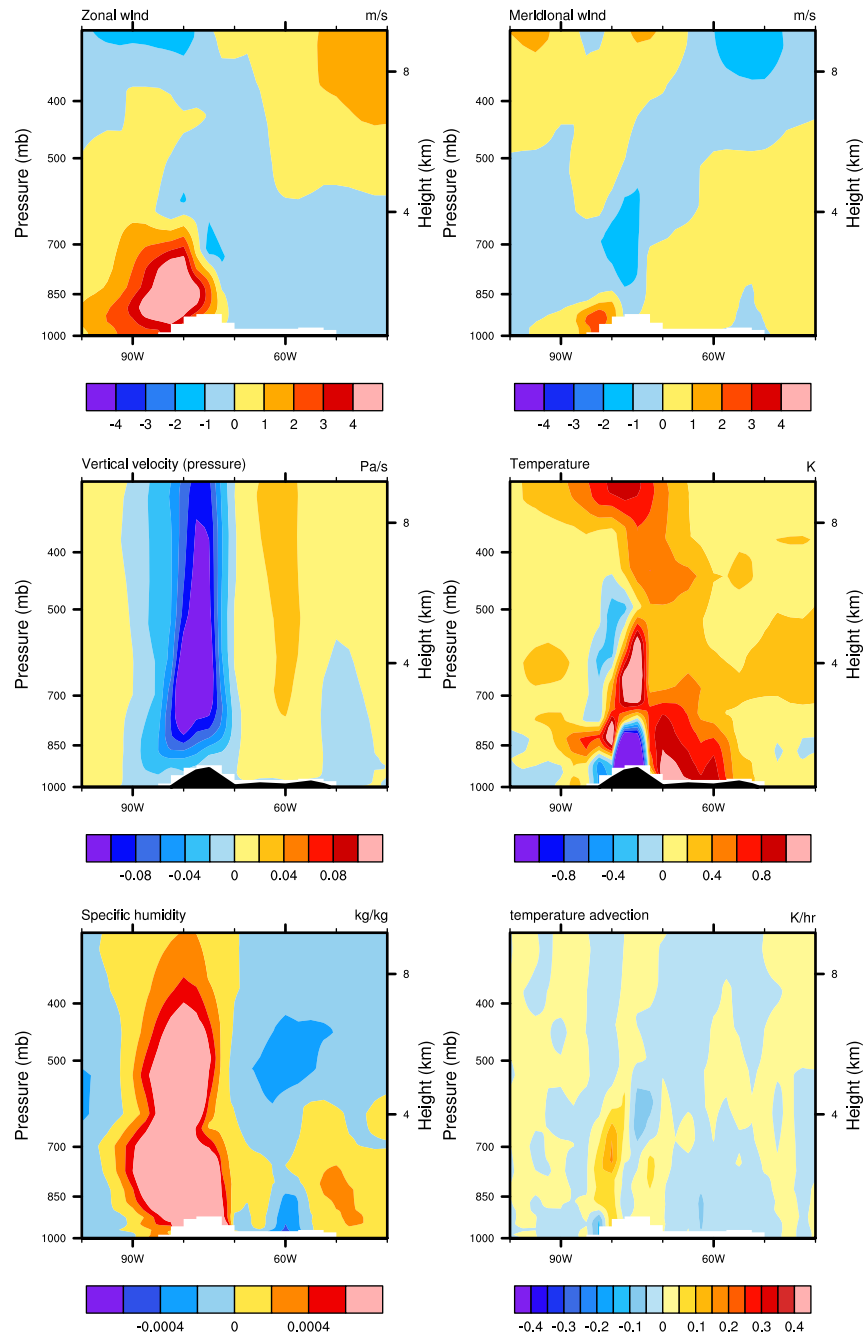 Zonal wind m/s
Meridional wind m/s
Pressure (mb)
400
500
700
850
1000
8
4
Height (km)
90W 60W
Pressure (mb)
400
500
700
850
1000
8
4
Height (km)
90W 60W
-4 -3 -2 -1 0 1 2 3 4
-4 -3 -2 -1 0 1 2 3 4
Vertical velocity (pressure) Pa/s
Temperature K
Pressure (mb)
400
500
700
850
1000
8
4
Height (km)
90W 60W
Pressure (mb)
400
500
700
850
1000
8
4
Height (km)
90W 60W
-0.08 -0.04 0 0.04 0.08
-0.8 -0.4 0 0.4 0.8
Specific humidity kg/kg
temperature advection K/hr
Pressure (mb)
400
500
700
850
1000
8
4
Height (km)
90W 60W
Pressure (mb)
400
500
700
850
1000
8
4
Height (km)
90W 60W
-0.0004 0 0.0004
-0.4 -0.3 -0.2 -0.1 0 0.1 0.2 0.3 0.4